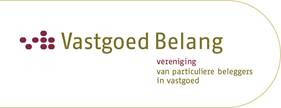 Vastgoed Belang
vereniging
van particuliere beleggers
in vastgoed